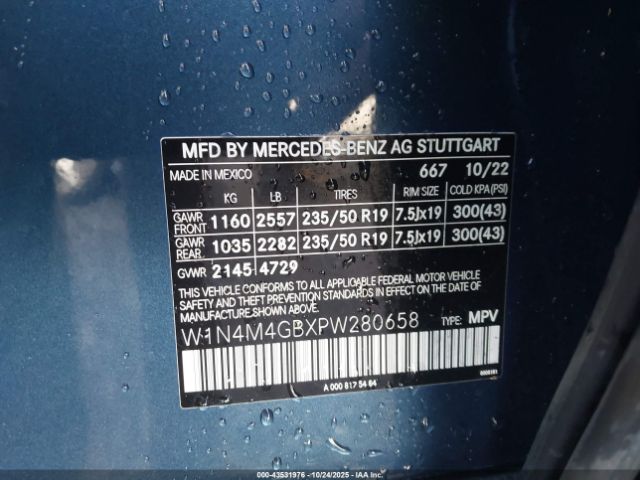 MFD BY MERCEDES-BENZ AG STUTTGART
MADE IN MEXICO 667 10/22
KG LB TIRES RIM SIZE COLD KPA(PSI)
GAWR FRONT 1160 2557 235/50 R19 7.5Jx19 300(43)
GAWR REAR 1035 2282 235/50 R19 7.5Jx19 300(43)
GVWR 2145 4729
THIS VEHICLE CONFORMS TO ALL APPLICABLE FEDERAL MOTOR VEHICLE
SAFETY AND THEFT PREVENTION STANDARDS IN EFFECT ON THE DATE OF
MANUFACTURE SHOWN ABOVE.
W1N4M4GBXPW280658 TYPE: MPV
A 000 817 54 64
000-43531976 - 10/24/2025 - IAAI.com